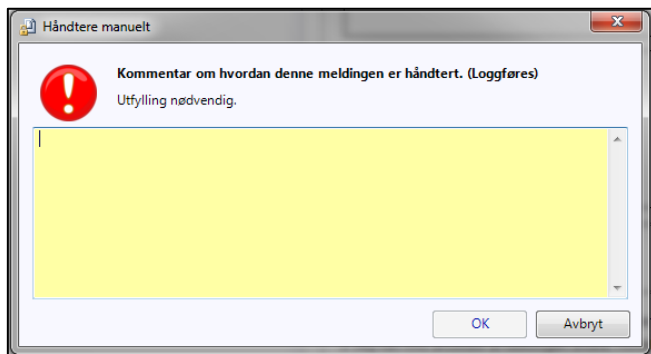 Håndtere manuelt
Kommentar om hvordan denne meldingen er håndtert. (Loggføres)
Utfylling nødvendig.
OK
Avbryt